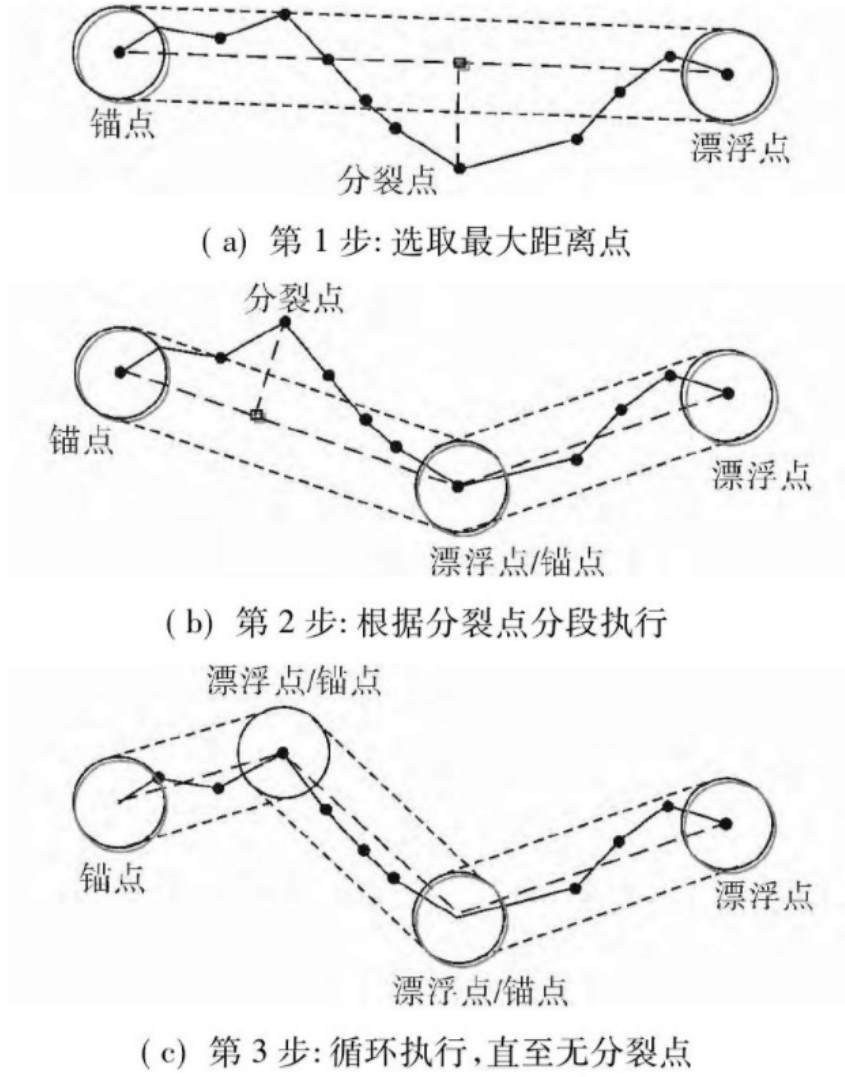 锚点
漂浮点
分裂点
( a) 第 1 步: 选取最大距离点
分裂点
锚点
漂浮点
漂浮点/锚点
( b) 第 2 步: 根据分裂点分段执行
漂浮点/锚点
锚点
漂浮点
漂浮点/锚点
( c) 第 3 步: 循环执行,直至无分裂点